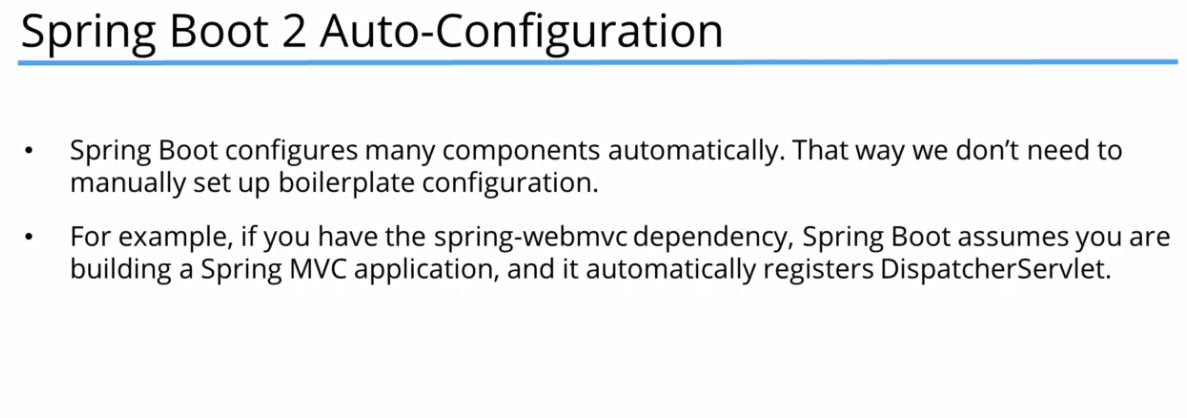 Spring Boot 2 Auto-Configuration
• Spring Boot configures many components automatically. That way we don’t need to
manually set up boilerplate configuration.
• For example, if you have the spring-webmvc dependency, Spring Boot assumes you are
building a Spring MVC application, and it automatically registers DispatcherServlet.